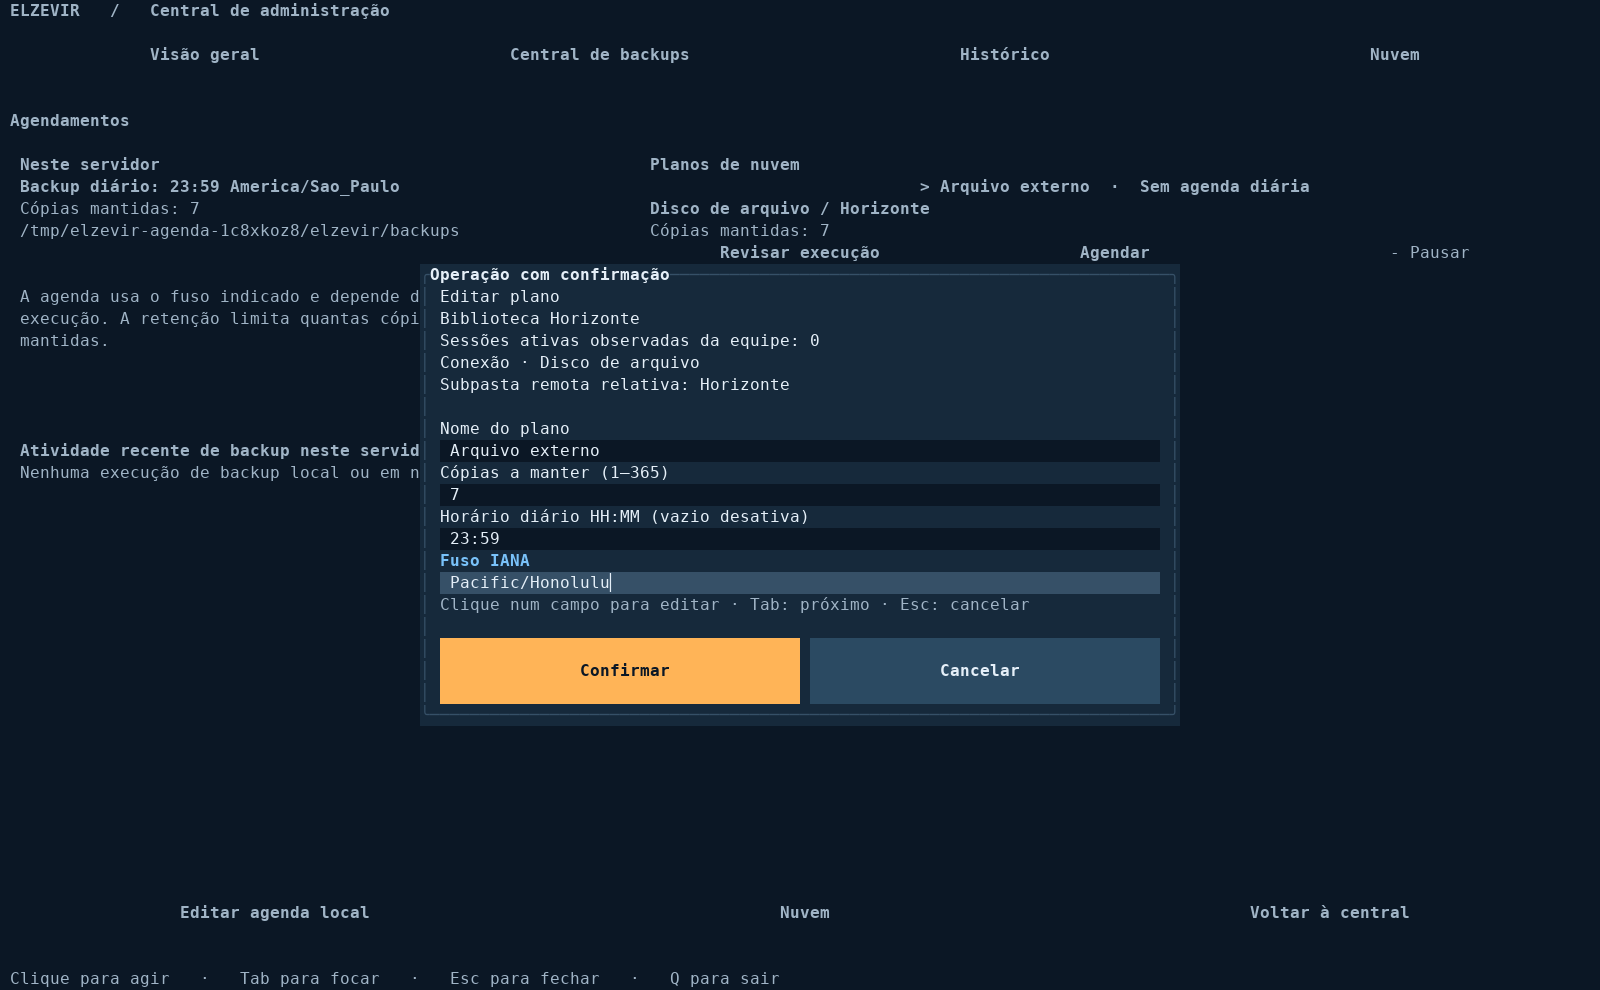 ELZEVIR / Central de administração
Visão geral Central de backups Histórico Nuvem
Agendamentos
Neste servidor Planos de nuvem
Backup diário: 23:59 America/Sao_Paulo > Arquivo externo · Sem agenda diária
Cópias mantidas: 7 Disco de arquivo / Horizonte
/tmp/elzevir-agenda-1c8xkoz8/elzevir/backups Cópias mantidas: 7
Revisar execução Agendar - Pausar
Operação com confirmação
A agenda usa o fuso indicado e depende d Editar plano
execução. A retenção limita quantas cópi Biblioteca Horizonte
mantidas. Sessões ativas observadas da equipe: 0
Conexão · Disco de arquivo
Subpasta remota relativa: Horizonte
Nome do plano
Atividade recente de backup neste servid Arquivo externo
Nenhuma execução de backup local ou em n Cópias a manter (1–365)
7
Horário diário HH:MM (vazio desativa)
23:59
Fuso IANA
Pacific/Honolulu
Clique num campo para editar · Tab: próximo · Esc: cancelar
Confirmar Cancelar
Editar agenda local Nuvem Voltar à central
Clique para agir · Tab para focar · Esc para fechar · Q para sair